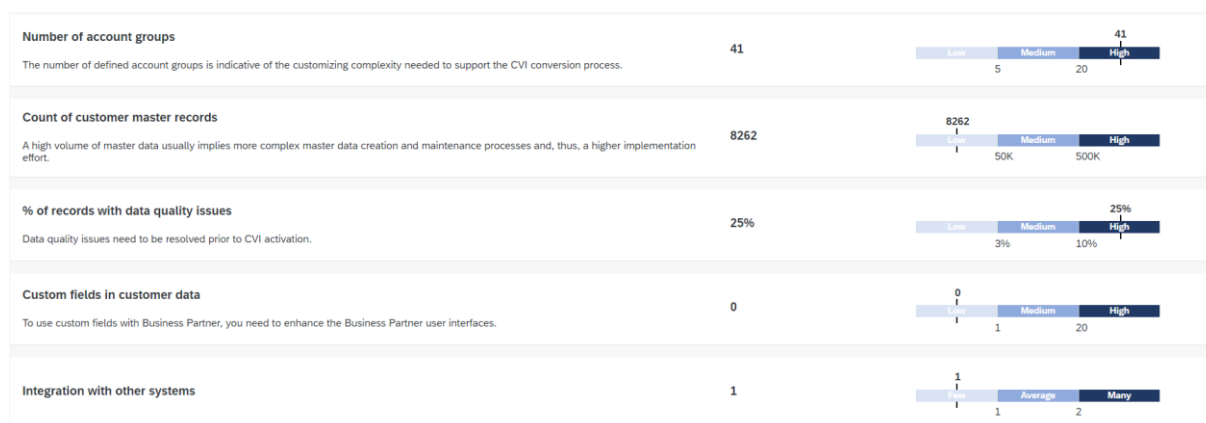 Number of account groups
The number of defined account groups is indicative of the customizing complexity needed to support the CVI conversion process.
41
41
Low Medium High
5 20
Count of customer master records
A high volume of master data usually implies more complex master data creation and maintenance processes and, thus, a higher implementation
effort.
8262
8262
Low Medium High
50K 500K
% of records with data quality issues
Data quality issues need to be resolved prior to CVI activation.
25%
25%
Low Medium High
3% 10%
Custom fields in customer data
To use custom fields with Business Partner, you need to enhance the Business Partner user interfaces.
0
0
Low Medium High
1 20
Integration with other systems
1
1
Few Average Many
1 2